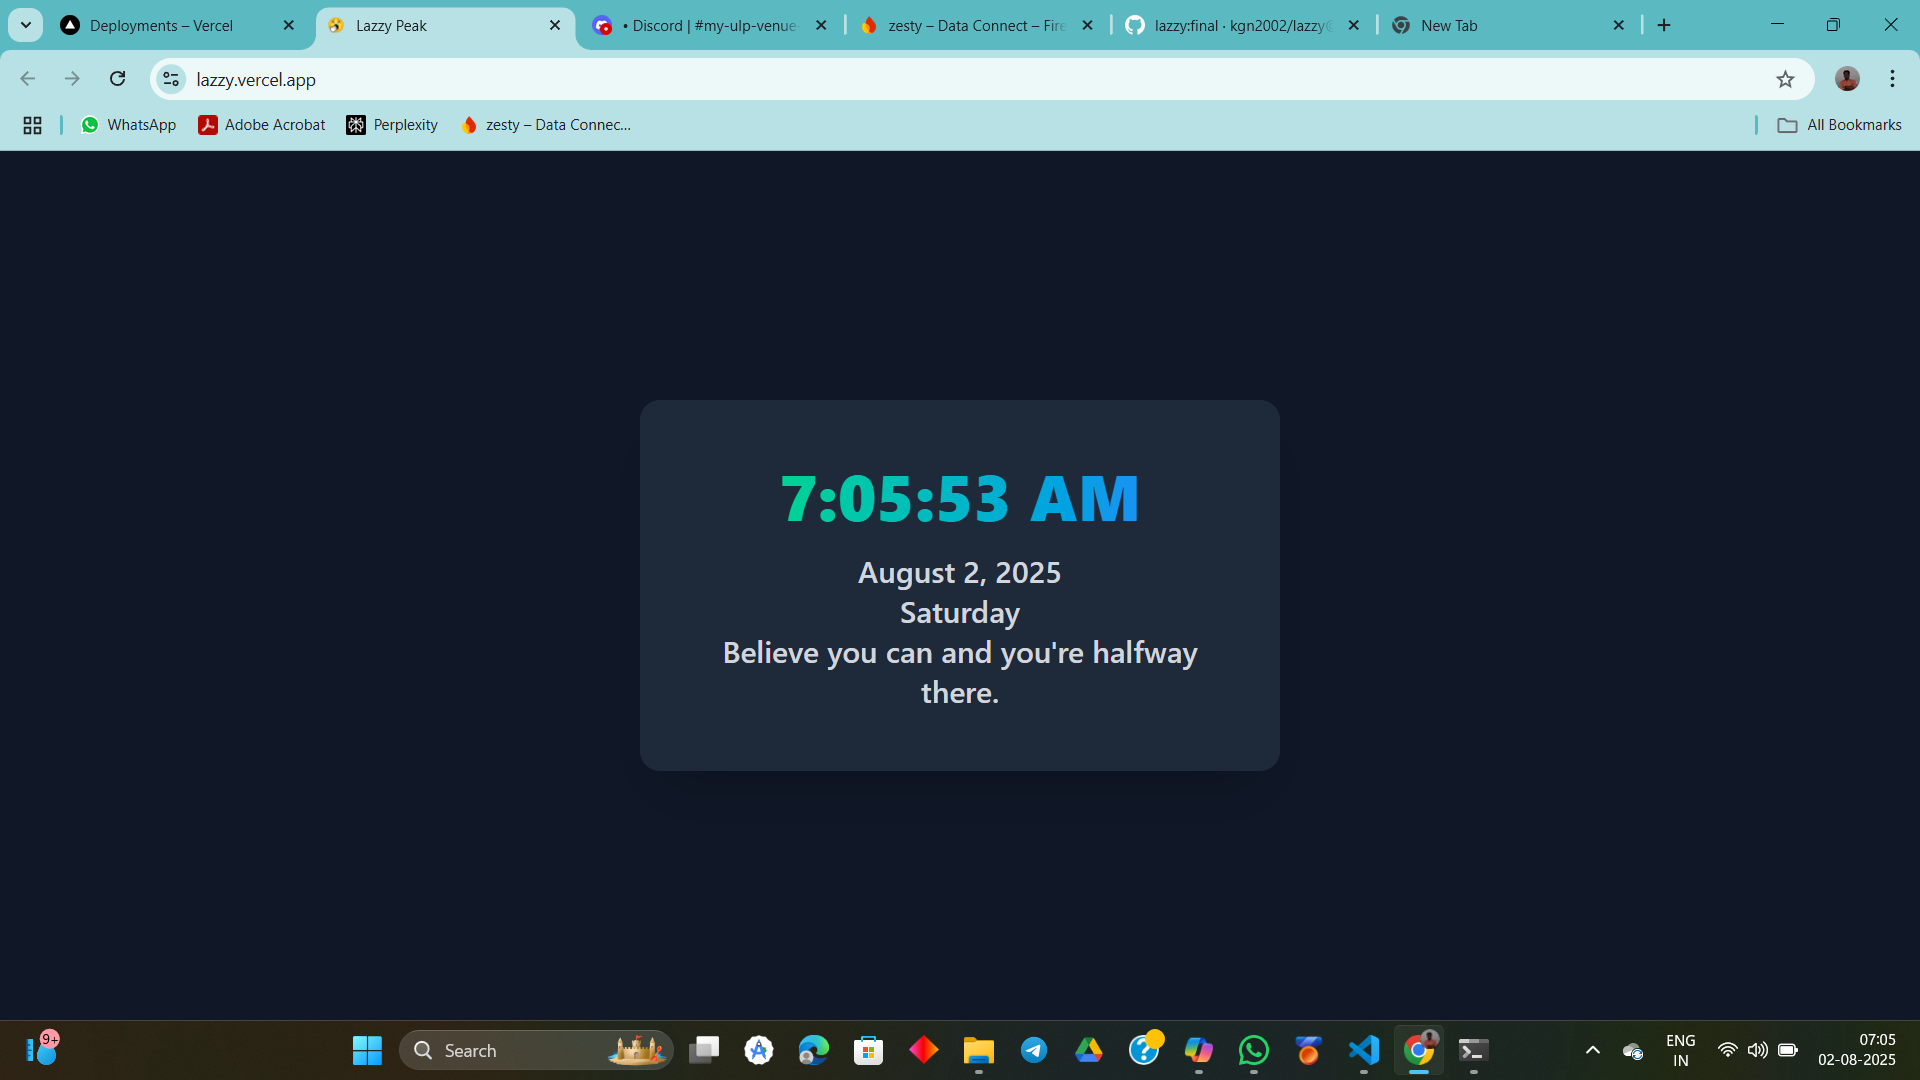 Deployments – Vercel
Lazzy Peak
• Discord | #my-ulp-venue
zesty – Data Connect – Fire
lazzy:final · kgn2002/lazzy@
New Tab
lazzy.vercel.app
WhatsApp
Adobe Acrobat
Perplexity
zesty – Data Connec...
All Bookmarks
7:05:53 AM
August 2, 2025
Saturday
Believe you can and you're halfway
there.
9+
Search
ENG
IN
07:05
02-08-2025